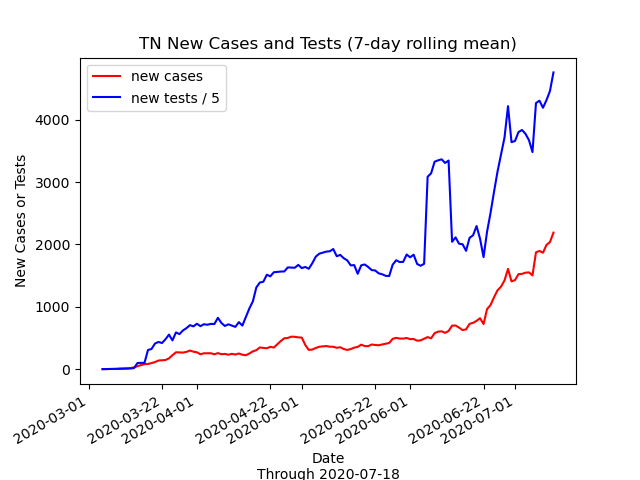 TN New Cases and Tests (7-day rolling mean)
new cases
new tests / 5
New Cases or Tests
4000
3000
2000
1000
0
2020-03-01
2020-03-22
2020-04-01
2020-04-22
2020-05-01
2020-05-22
2020-06-01
2020-06-22
2020-07-01
Date
Through 2020-07-18